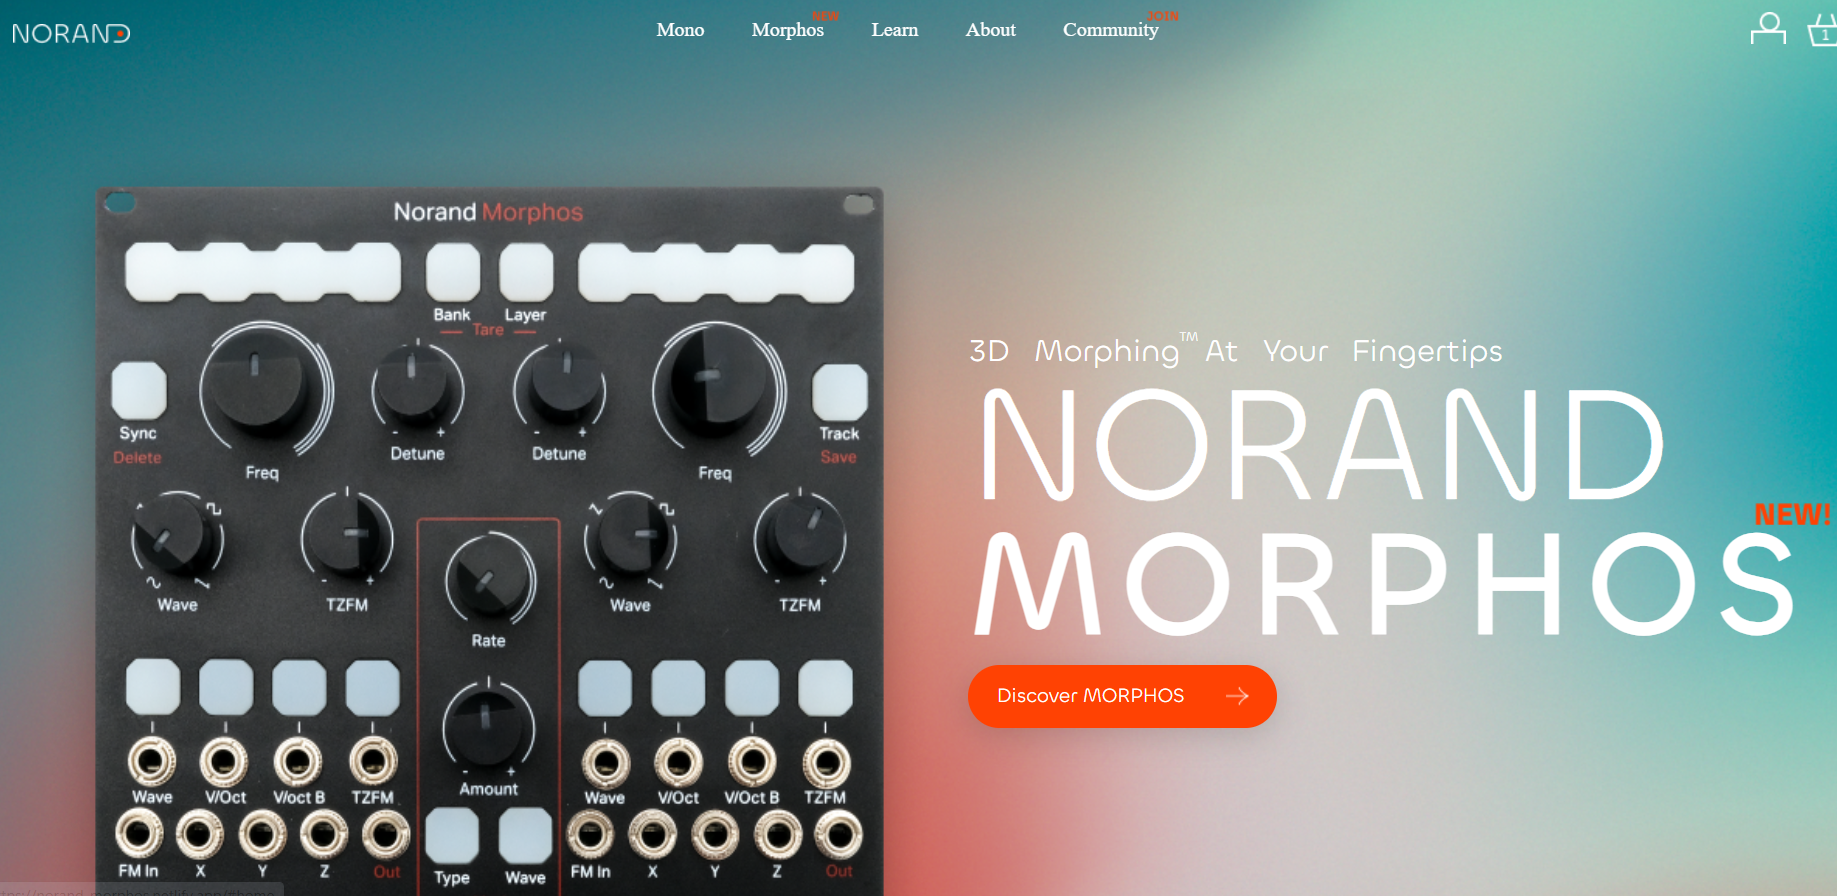 NORAND
Mono
Morphos
NEW
Learn
About
Community
JOIN
1
Norand Morphos
Bank
Layer
Tare
Sync
Delete
Freq
- +
Detune
- +
Detune
Freq
Track
Save
Wave
- +
TZFM
Rate
Wave
- +
TZFM
- +
Amount
Wave
V/Oct
V/oct B
TZFM
Wave
V/Oct
V/Oct B
TZFM
FM In
X
Y
Z
Out
Type
Wave
FM In
X
Y
Z
Out
3D Morphing™ At Your Fingertips
NORAND
NEW!
MORPHOS
Discover MORPHOS →